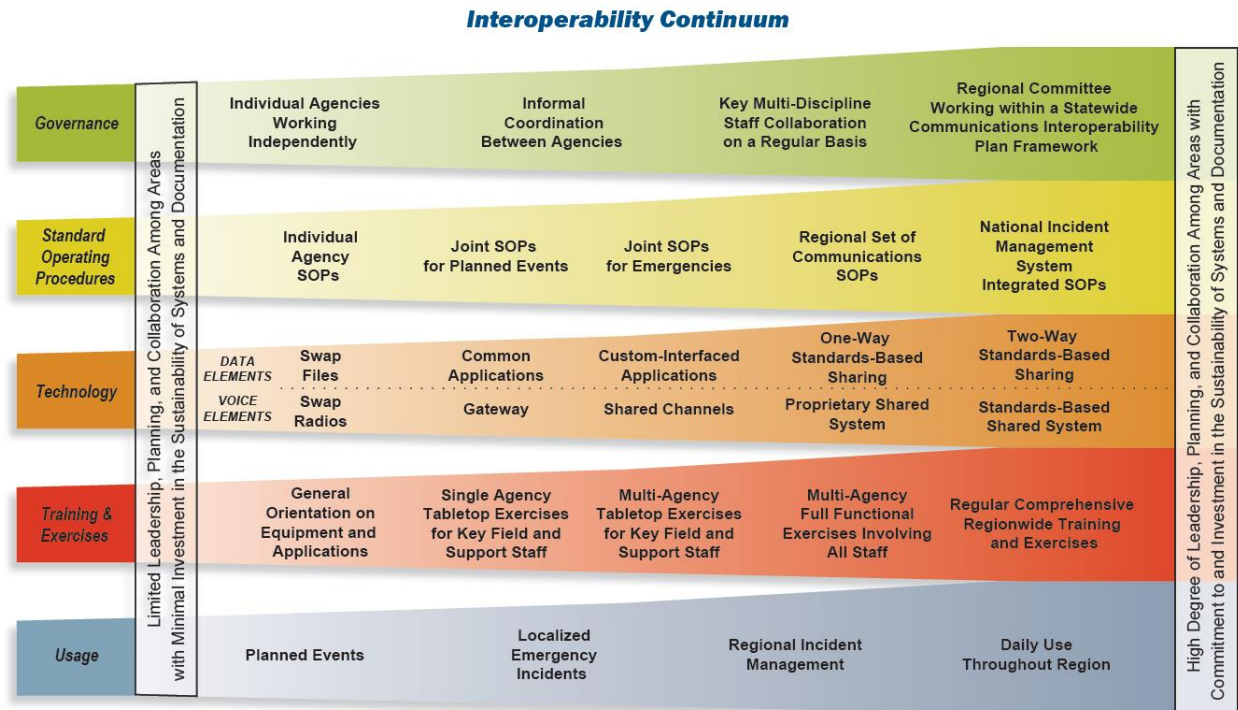 Interoperability Continuum
Limited Leadership, Planning, and Collaboration Among Areas
with Minimal Investment in the Sustainability of Systems and Documentation
Governance
Individual Agencies
Working
Independently
Informal
Coordination
Between Agencies
Key Multi-Discipline
Staff Collaboration
on a Regular Basis
Regional Committee
Working within a Statewide
Communications Interoperability
Plan Framework
Standard
Operating
Procedures
Individual
Agency
SOPs
Joint SOPs
for Planned Events
Joint SOPs
for Emergencies
Regional Set of
Communications
SOPs
National Incident
Management
System
Integrated SOPs
Technology
DATA
ELEMENTS
Swap
Files
Common
Applications
Custom-Interfaced
Applications
One-Way
Standards-Based
Sharing
Two-Way
Standards-Based
Sharing
VOICE
ELEMENTS
Swap
Radios
Gateway
Shared Channels
Proprietary Shared
System
Standards-Based
Shared System
Training &
Exercises
General
Orientation on
Equipment and
Applications
Single Agency
Tabletop Exercises
for Key Field and
Support Staff
Multi-Agency
Tabletop Exercises
for Key Field and
Support Staff
Multi-Agency
Full Functional
Exercises Involving
All Staff
Regular Comprehensive
Regionwide Training
and Exercises
Usage
Planned Events
Localized
Emergency
Incidents
Regional Incident
Management
Daily Use
Throughout Region
High Degree of Leadership, Planning, and Collaboration Among Areas with
Commitment to and Investment in the Sustainability of Systems and Documentation